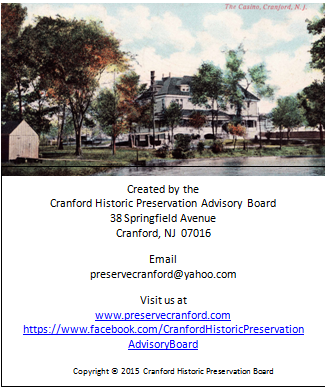 The Casino, Cranford, N. J.
Created by the
Cranford Historic Preservation Advisory Board
38 Springfield Avenue
Cranford, NJ 07016
Email
preservecranford@yahoo.com
Visit us at
www.preservecranford.com
https://www.facebook.com/CranfordHistoricPreservation
AdvisoryBoard
Copyright © 2015 Cranford Historic Preservation Board